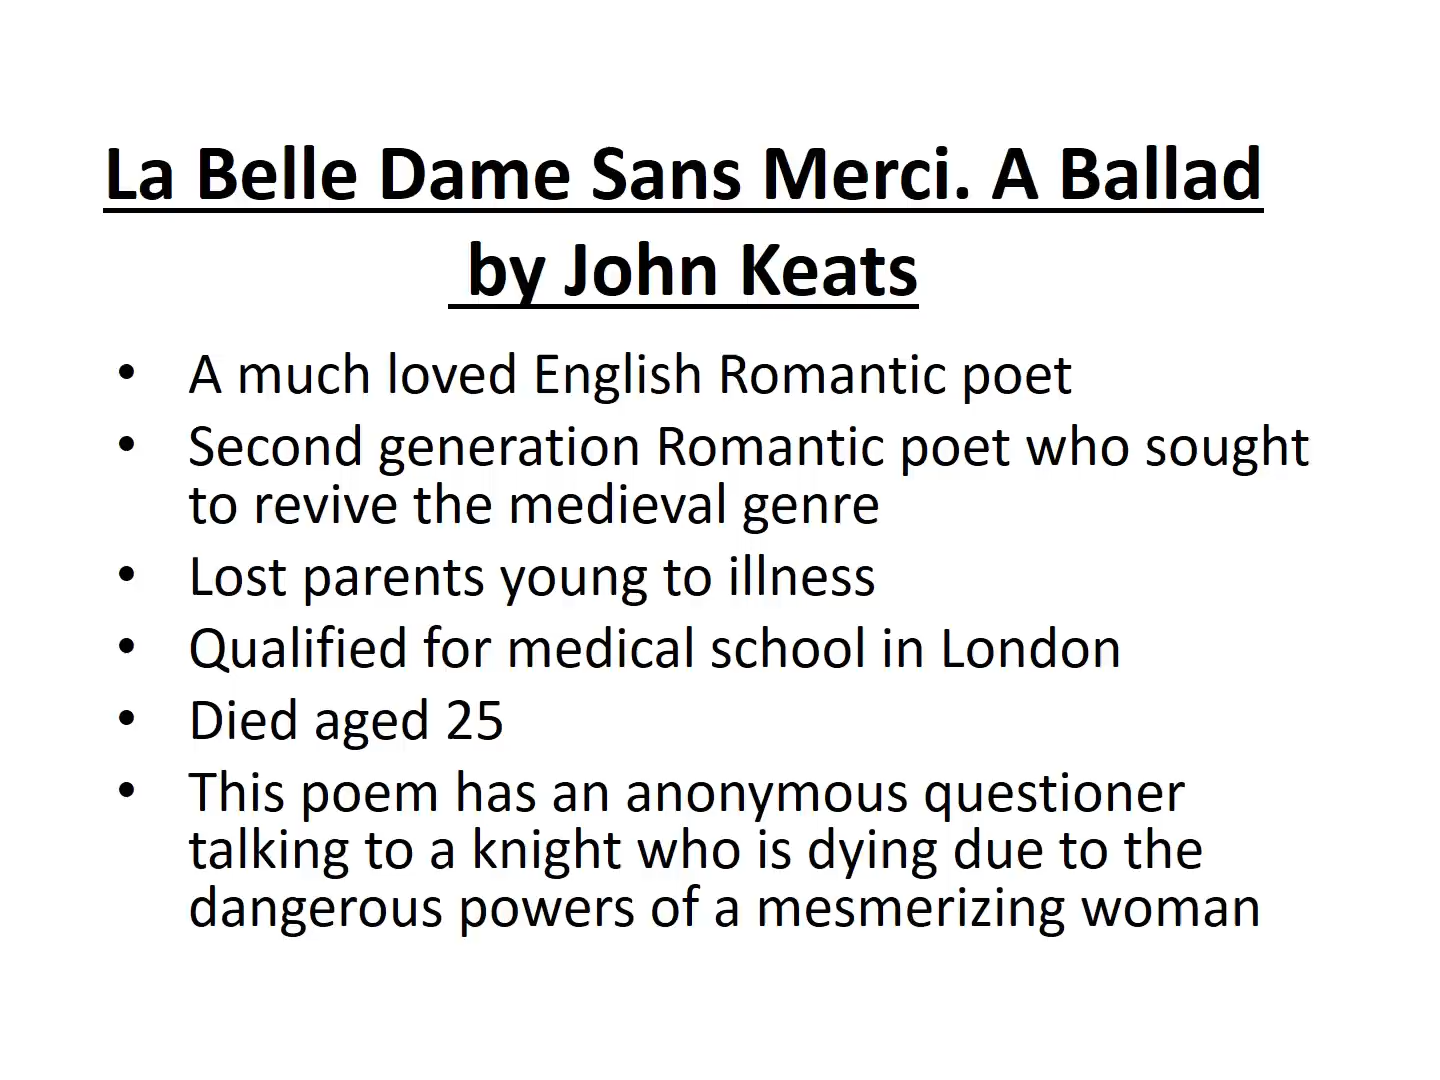 La Belle Dame Sans Merci. A Ballad
by John Keats
• A much loved English Romantic poet
• Second generation Romantic poet who sought
to revive the medieval genre
• Lost parents young to illness
• Qualified for medical school in London
• Died aged 25
• This poem has an anonymous questioner
talking to a knight who is dying due to the
dangerous powers of a mesmerizing woman